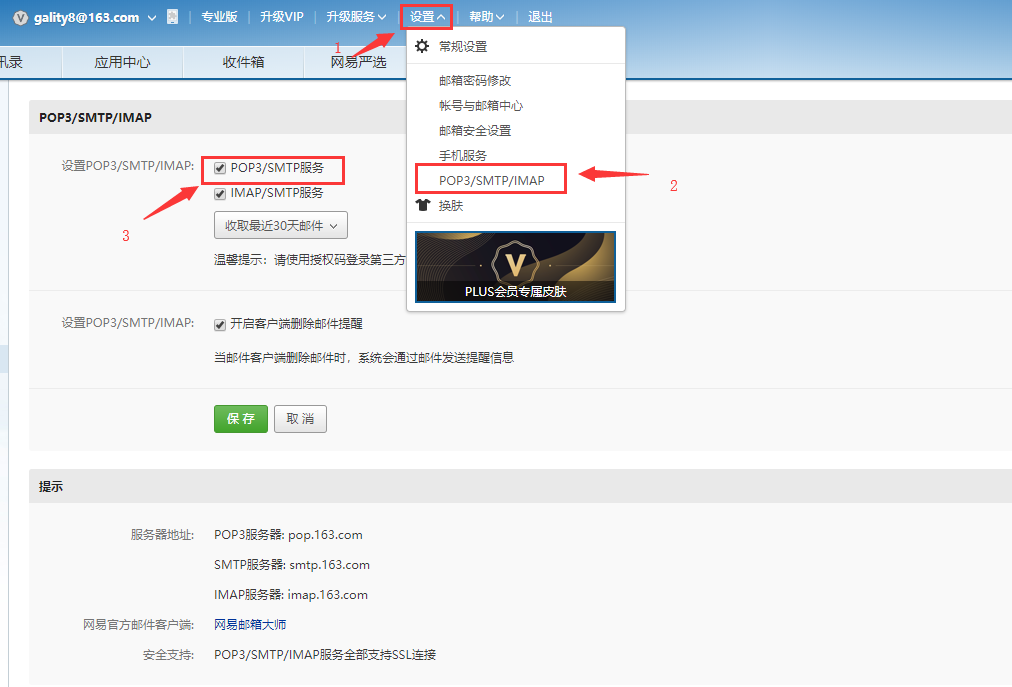 gality8@163.com 专业版 升级VIP 升级服务 设置 帮助 退出
1
常规设置
讯录 应用中心 收件箱 网易严选
邮箱密码修改
帐号与邮箱中心
邮箱安全设置
手机服务
POP3/SMTP/IMAP
2
换肤
V
PLUS会员专属皮肤
POP3/SMTP/IMAP
设置POP3/SMTP/IMAP: POP3/SMTP服务
IMAP/SMTP服务
3
收取最近30天邮件
温馨提示：请使用授权码登录第三方
设置POP3/SMTP/IMAP: 开启客户端删除邮件提醒
当邮件客户端删除邮件时，系统会通过邮件发送提醒信息
保 存 取 消
提示
服务器地址: POP3服务器: pop.163.com
SMTP服务器: smtp.163.com
IMAP服务器: imap.163.com
网易官方邮件客户端: 网易邮箱大师
安全支持: POP3/SMTP/IMAP服务全部支持SSL连接